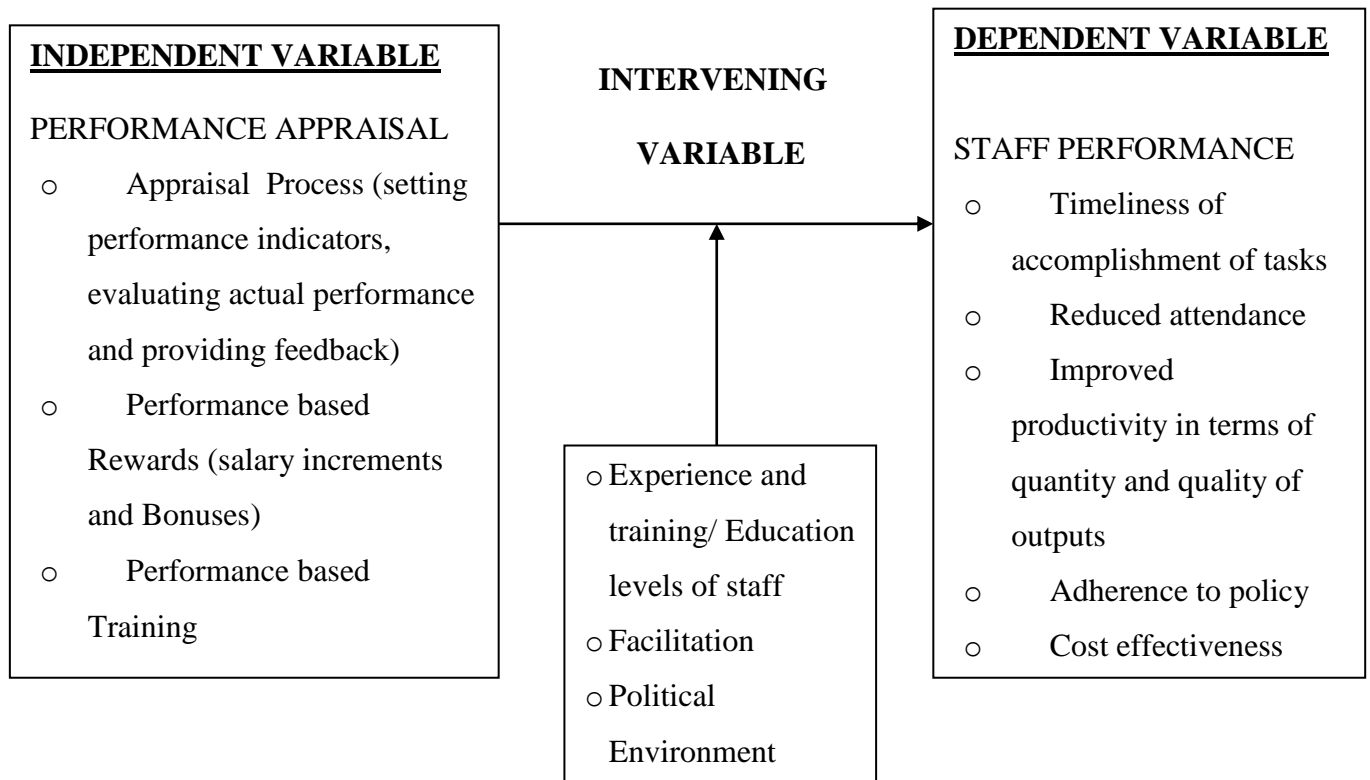 INDEPENDENT VARIABLE
PERFORMANCE APPRAISAL
o Appraisal Process (setting
performance indicators,
evaluating actual performance
and providing feedback)
o Performance based
Rewards (salary increments
and Bonuses)
o Performance based
Training
INTERVENING
VARIABLE
o Experience and
training/ Education
levels of staff
o Facilitation
o Political
Environment
DEPENDENT VARIABLE
STAFF PERFORMANCE
o Timeliness of
accomplishment of tasks
o Reduced attendance
o Improved
productivity in terms of
quantity and quality of
outputs
o Adherence to policy
o Cost effectiveness